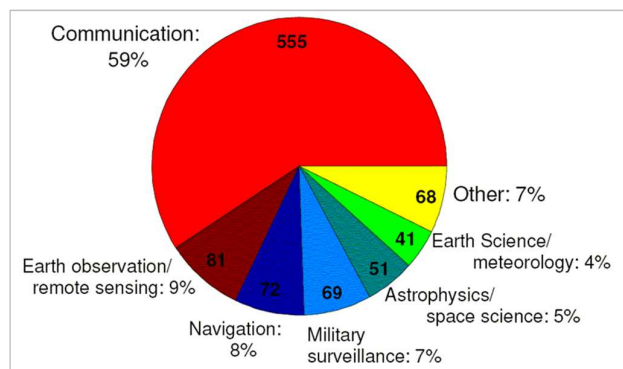 Communication:
59%
555
68
Other: 7%
41
Earth Science/
meteorology: 4%
51
Astrophysics/
space science: 5%
69
Military
surveillance: 7%
72
Navigation:
8%
81
Earth observation/
remote sensing: 9%